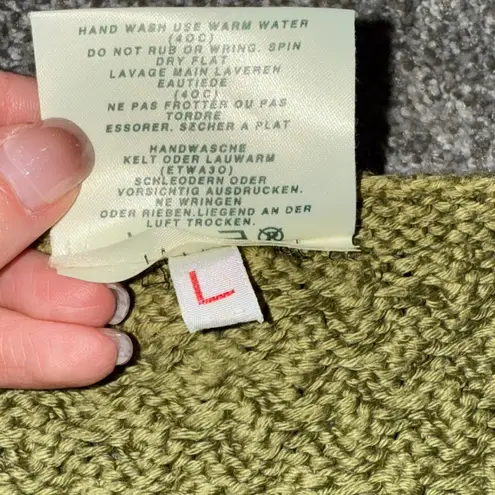 HAND WASH USE WARM WATER
(40C)
DO NOT RUB OR WRING. SPIN
DRY FLAT
LAVAGE MAIN LAVEREN
EAUTIEDE
(40C)
NE PAS FROTTER OU PAS
TORDRE
ESSORER, SECHER A PLAT
HANDWASCHE
KELT ODER LAUWARM
(ETWA30)
SCHLEODERN ODER
VORSICHTIG AUSDRUCKEN.
NE WRINGEN
ODER RIEBEN.LIEGEND AN DER
LUFT TROCKEN.
L